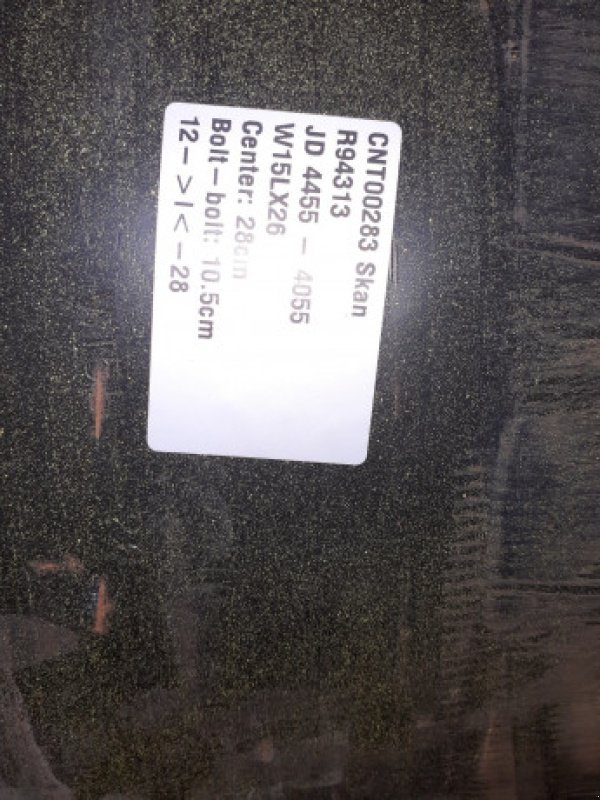 CNT00283 Skan
R94313
JD 4455 – 4055
W15LX26
Center: 28cm
Bolt – bolt: 10.5cm
12 – > I < – 28